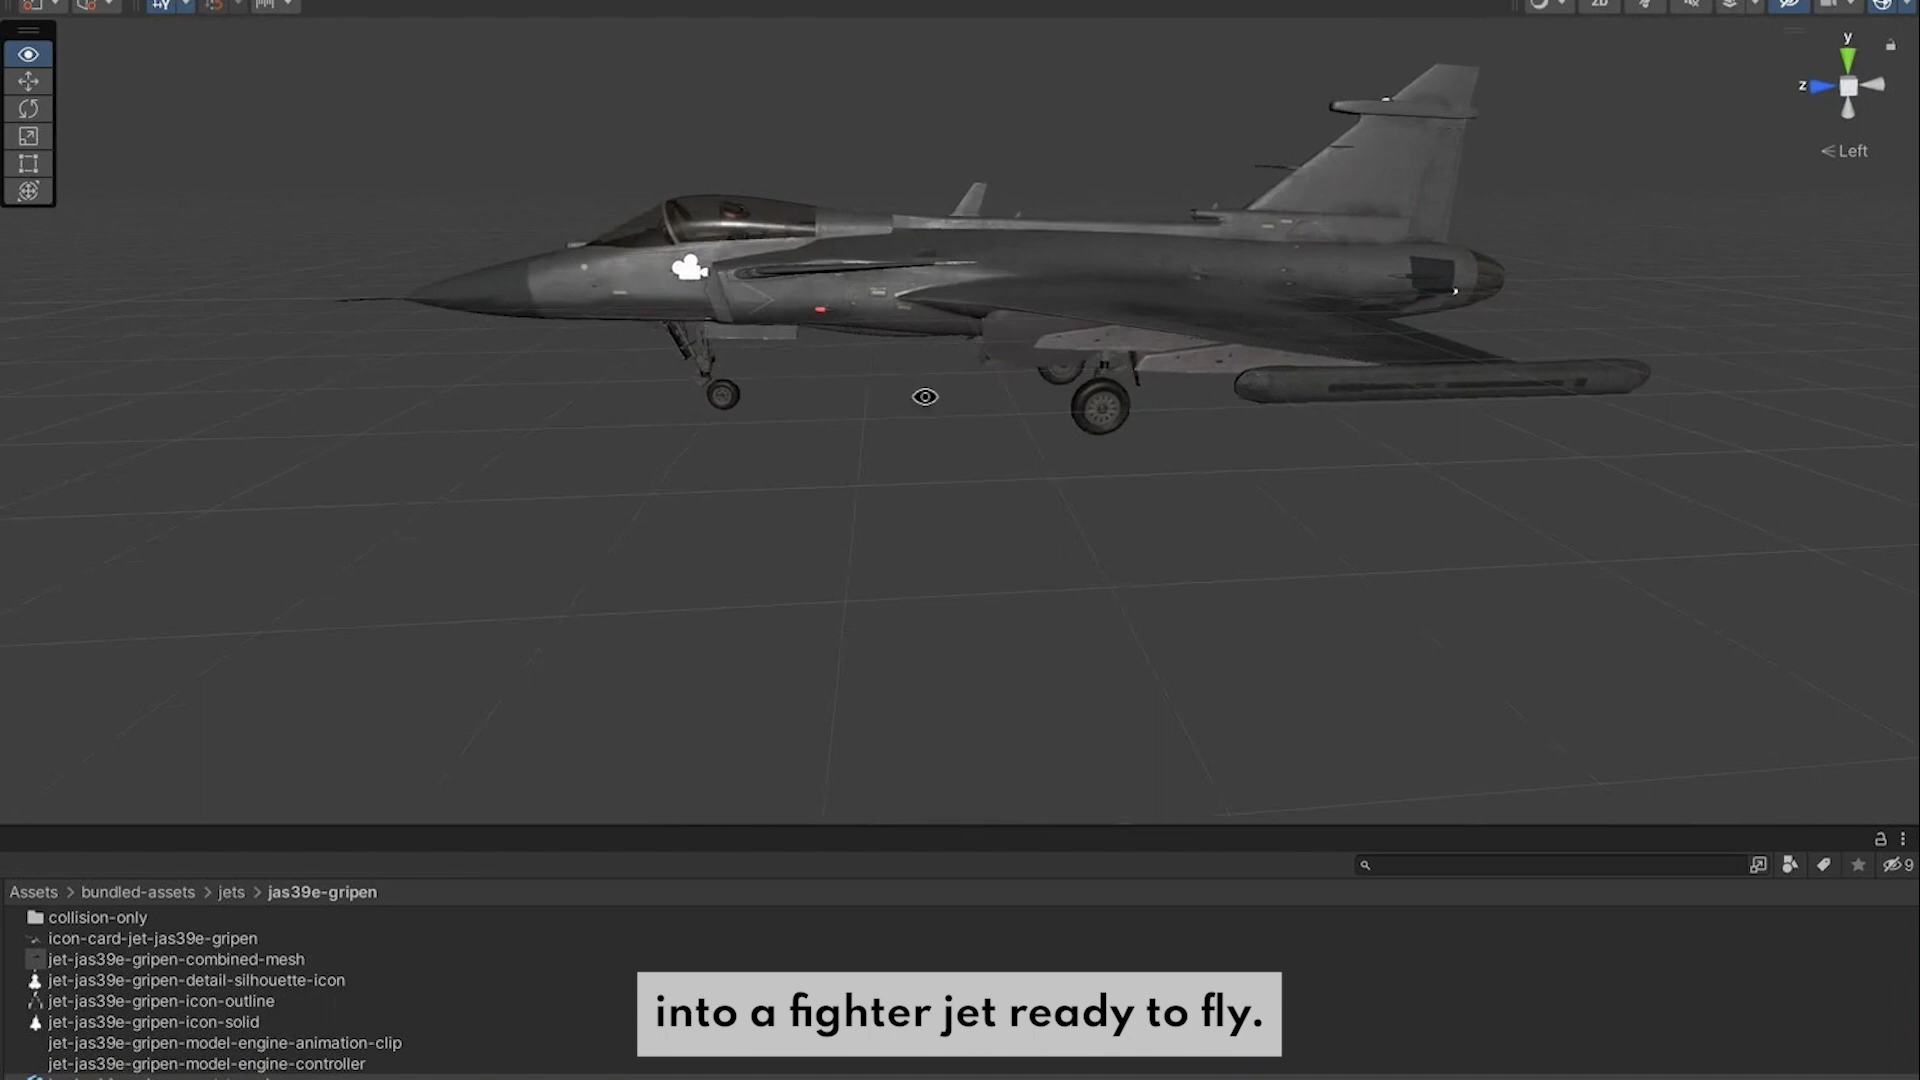 2D
y
z
Left
9
Assets > bundled-assets > jets > jas39e-gripen
collision-only
icon-card-jet-jas39e-gripen
jet-jas39e-gripen-combined-mesh
jet-jas39e-gripen-detail-silhouette-icon
jet-jas39e-gripen-icon-outline
jet-jas39e-gripen-icon-solid
jet-jas39e-gripen-model-engine-animation-clip
jet-jas39e-gripen-model-engine-controller
into a fighter jet ready to fly.